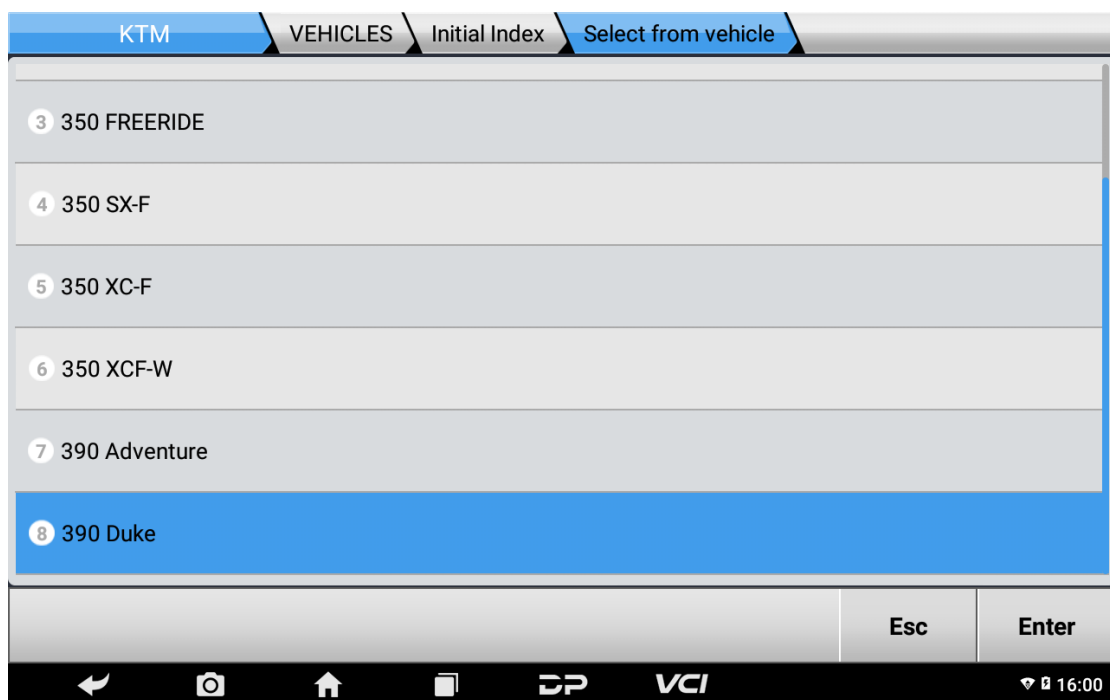 KTM VEHICLES Initial Index Select from vehicle
3 350 FREERIDE
4 350 SX-F
5 350 XC-F
6 350 XCF-W
7 390 Adventure
8 390 Duke
Esc Enter
DP VCI 16:00